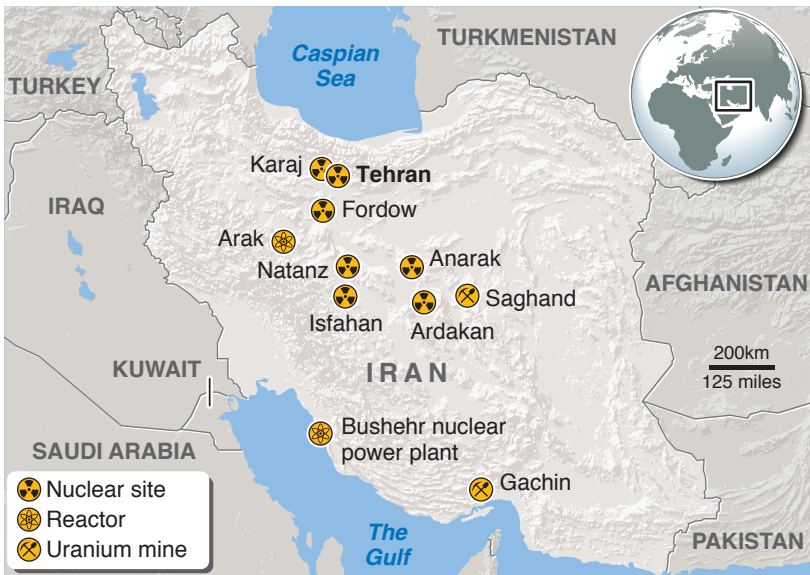 Caspian
Sea
TURKMENISTAN
TURKEY
Karaj
Tehran
IRAQ
Fordow
Arak
Natanz
Anarak
AFGHANISTAN
Saghand
Isfahan
Ardakan
IRAN
200km
125 miles
KUWAIT
Bushehr nuclear
power plant
SAUDI ARABIA
Gachin
Nuclear site
Reactor
Uranium mine
The
Gulf
PAKISTAN